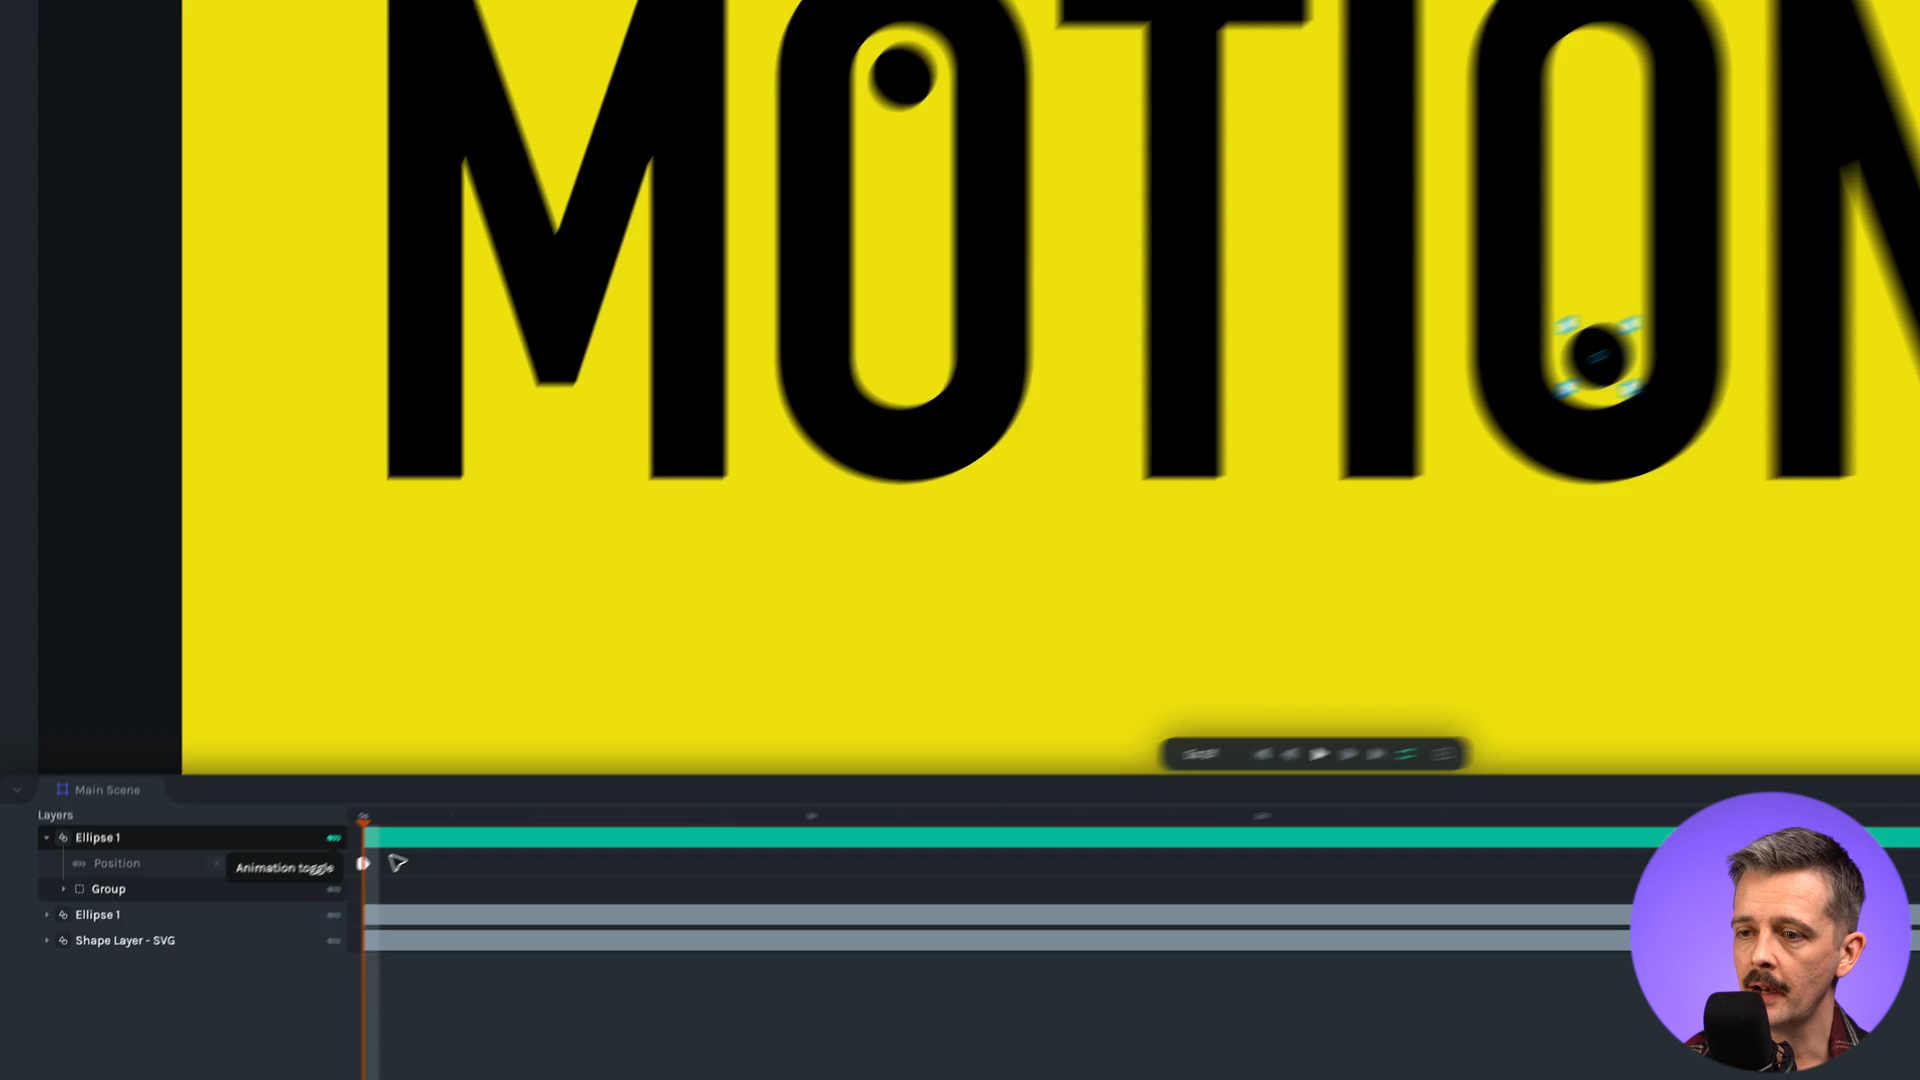 MOTION
Main Scene
Layers
Ellipse 1
Position X
Animation toggle
Group
Ellipse 1
Shape Layer - SVG